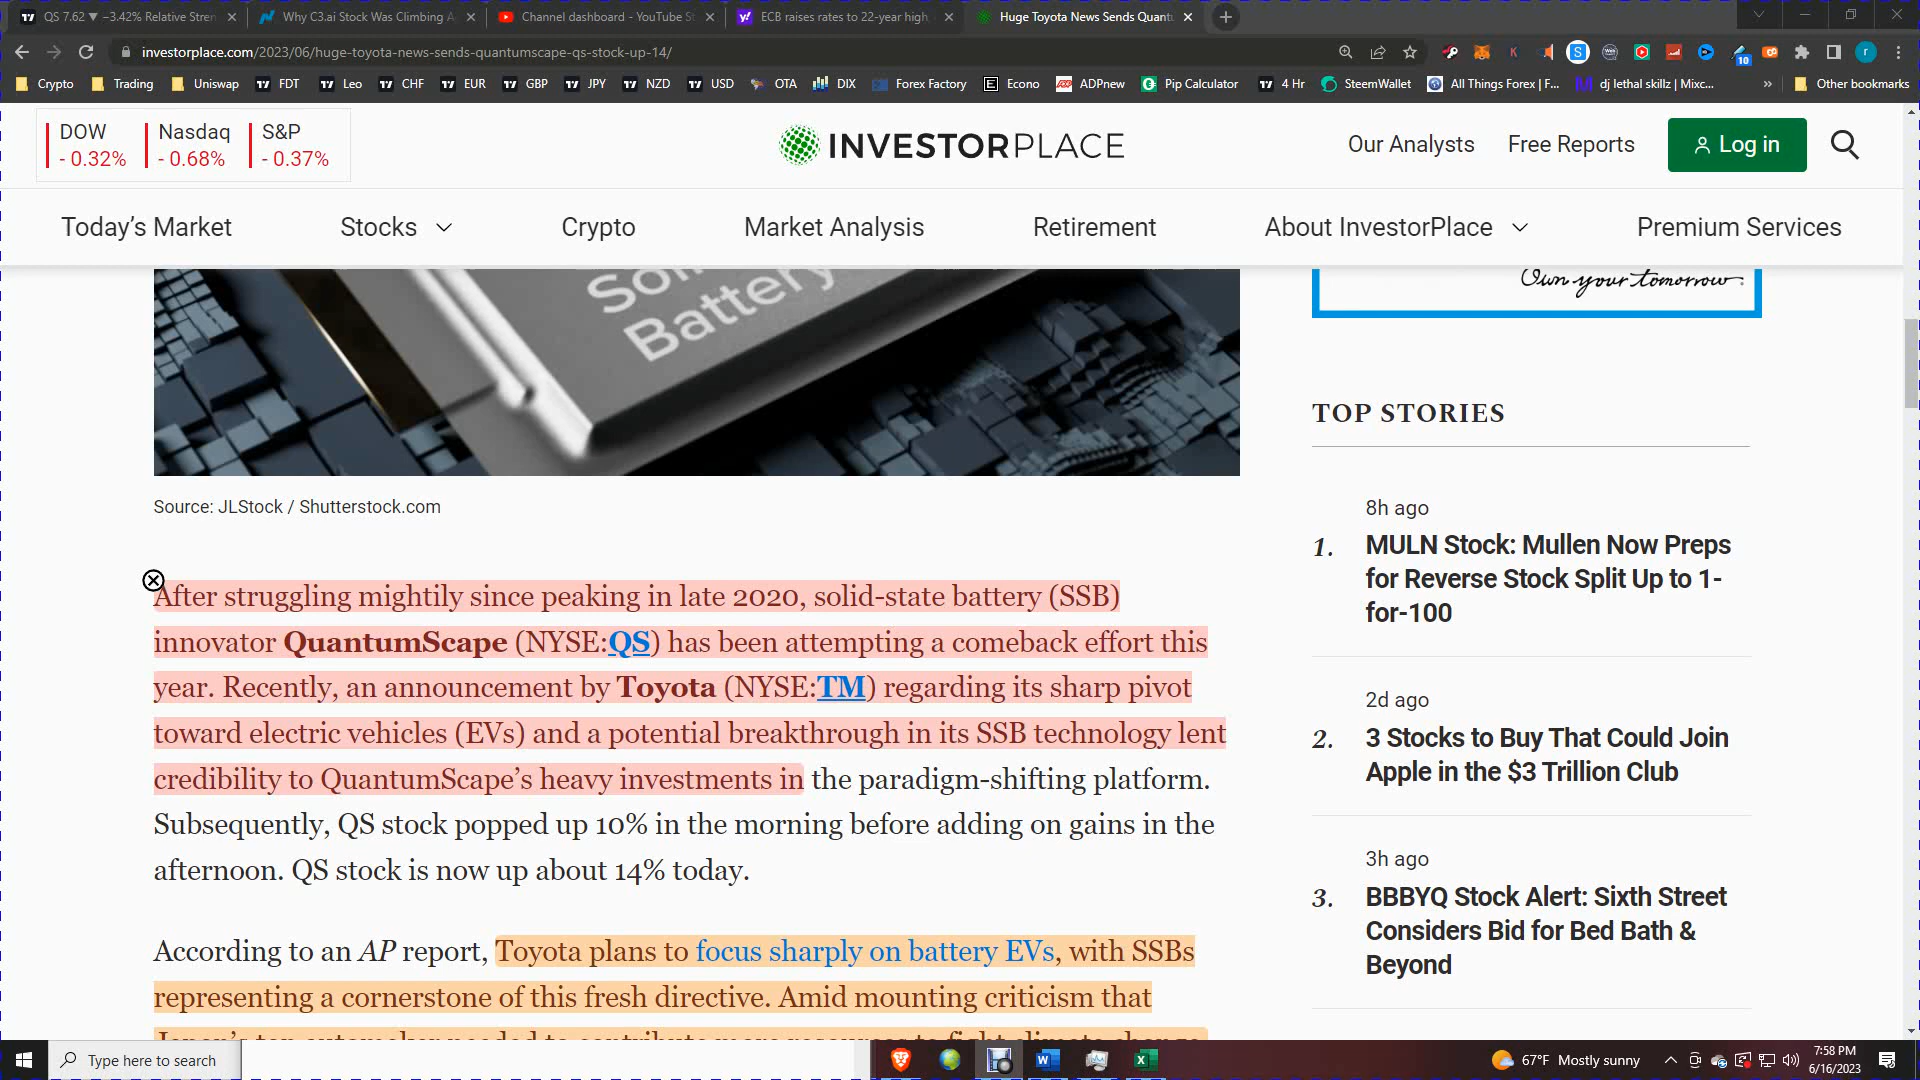 QS 7.62 ▼ −3.42% Relative Stren
Why C3.ai Stock Was Climbing A
Channel dashboard - YouTube St
ECB raises rates to 22-year high
Huge Toyota News Sends Quantu
investorplace.com/2023/06/huge-toyota-news-sends-quantumscape-qs-stock-up-14/
Crypto Trading Uniswap FDT Leo CHF EUR GBP JPY NZD USD OTA DIX Forex Factory Econo ADPnew Pip Calculator 4 Hr SteemWallet All Things Forex | F... dj lethal skillz | Mixc... » Other bookmarks
DOW Nasdaq S&P
- 0.32% - 0.68% - 0.37%
INVESTORPLACE
Our Analysts Free Reports Log in
Today’s Market Stocks Crypto Market Analysis Retirement About InvestorPlace Premium Services
Battery
Own your tomorrow.
Source: JLStock / Shutterstock.com
After struggling mightily since peaking in late 2020, solid-state battery (SSB)
innovator QuantumScape (NYSE:QS) has been attempting a comeback effort this
year. Recently, an announcement by Toyota (NYSE:TM) regarding its sharp pivot
toward electric vehicles (EVs) and a potential breakthrough in its SSB technology lent
credibility to QuantumScape’s heavy investments in the paradigm-shifting platform.
Subsequently, QS stock popped up 10% in the morning before adding on gains in the
afternoon. QS stock is now up about 14% today.
According to an AP report, Toyota plans to focus sharply on battery EVs, with SSBs
representing a cornerstone of this fresh directive. Amid mounting criticism that
Japan’s top automaker needed to contribute more resources to fight climate change
TOP STORIES
8h ago
1. MULN Stock: Mullen Now Preps
for Reverse Stock Split Up to 1-
for-100
2d ago
2. 3 Stocks to Buy That Could Join
Apple in the $3 Trillion Club
3h ago
3. BBBYQ Stock Alert: Sixth Street
Considers Bid for Bed Bath &
Beyond
Type here to search
67°F Mostly sunny
7:58 PM
6/16/2023